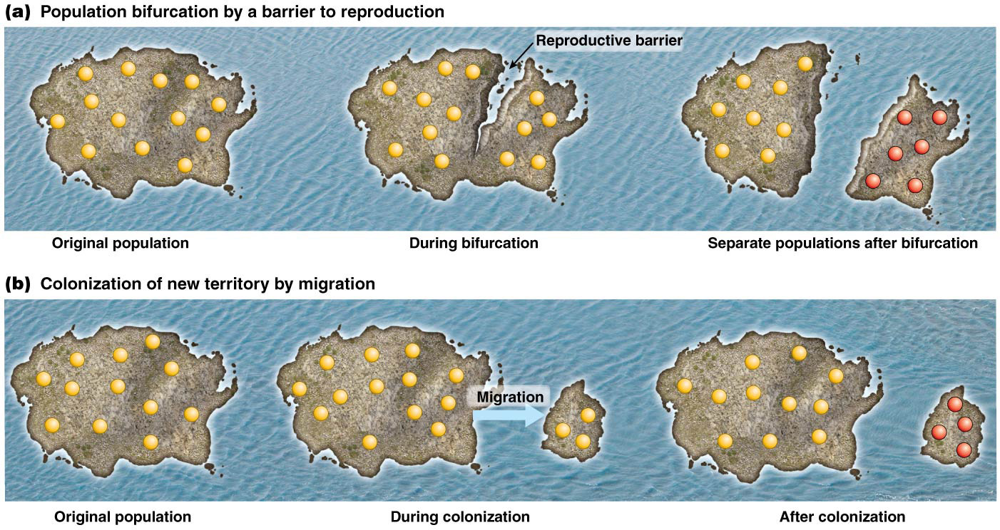 (a) Population bifurcation by a barrier to reproduction
Reproductive barrier
Original population
During bifurcation
Separate populations after bifurcation
(b) Colonization of new territory by migration
Migration
Original population
During colonization
After colonization